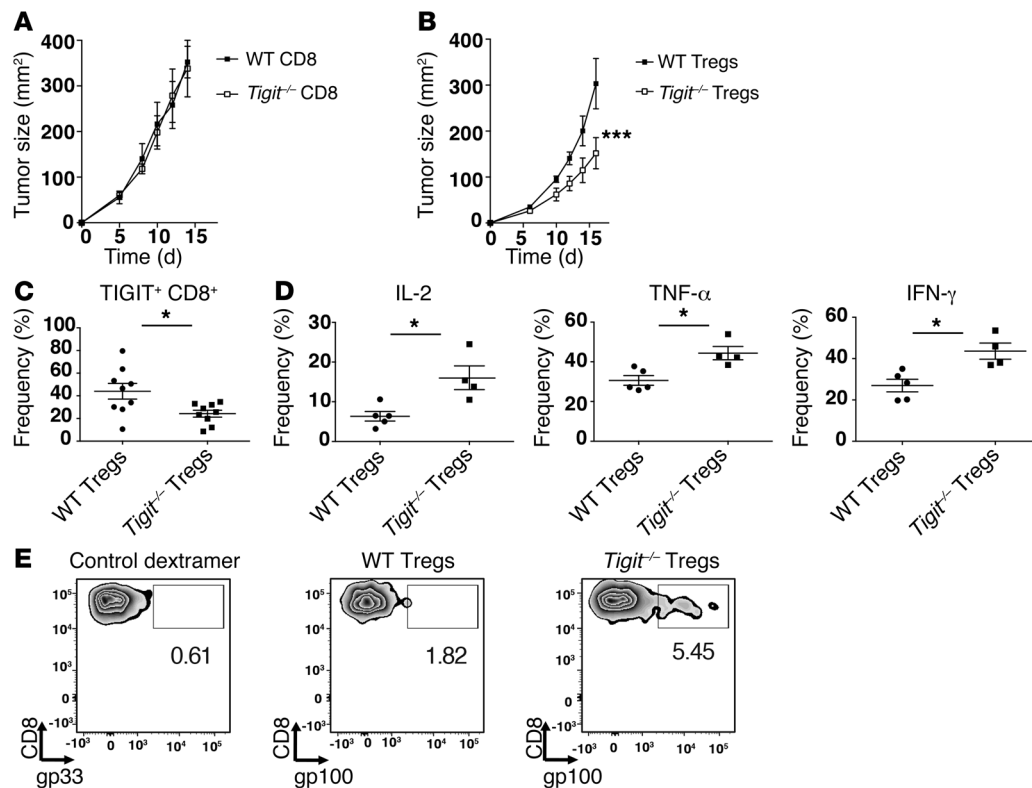 A
Tumor size (mm²)
400
300
200
100
0
0 5 10 15
Time (d)
WT CD8
Tigit⁻/⁻ CD8
B
Tumor size (mm²)
400
300
200
100
0
0 5 10 15
Time (d)
WT Tregs
Tigit⁻/⁻ Tregs
***
C
TIGIT⁺ CD8⁺
*
Frequency (%)
100
80
60
40
20
0
WT Tregs
Tigit⁻/⁻ Tregs
D
IL-2
*
Frequency (%)
30
20
10
0
WT Tregs
Tigit⁻/⁻ Tregs
TNF-α
*
Frequency (%)
60
40
20
0
WT Tregs
Tigit⁻/⁻ Tregs
IFN-γ
*
Frequency (%)
60
40
20
0
WT Tregs
Tigit⁻/⁻ Tregs
E
Control dextramer
10⁵
10⁴
10³
0
-10³
0.61
-10³ 0 10³ 10⁴ 10⁵
CD8
gp33
WT Tregs
10⁵
10⁴
10³
0
-10³
1.82
-10³ 0 10³ 10⁴ 10⁵
CD8
gp100
Tigit⁻/⁻ Tregs
10⁵
10⁴
10³
0
-10³
5.45
-10³ 0 10³ 10⁴ 10⁵
CD8
gp100